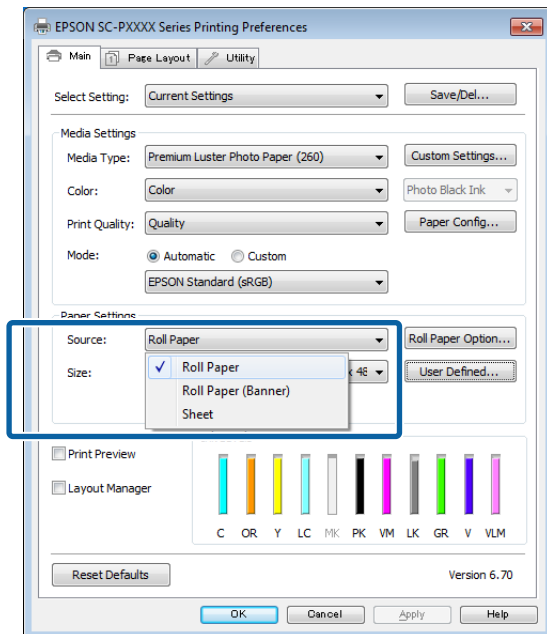 EPSON SC-PXXXX Series Printing Preferences
Main Page Layout Utility
Select Setting: Current Settings Save/Del...
Media Settings
Media Type: Premium Luster Photo Paper (260) Custom Settings...
Color: Color Photo Black Ink
Print Quality: Quality Paper Config...
Mode: Automatic Custom
EPSON Standard (sRGB)
Paper Settings
Source: Roll Paper Roll Paper Option...
Size: x 48 User Defined...
Roll Paper
Roll Paper (Banner)
Sheet
Print Preview
Layout Manager
C OR Y LC MK PK VM LK GR V VLM
Reset Defaults Version 6.70
OK Cancel Apply Help